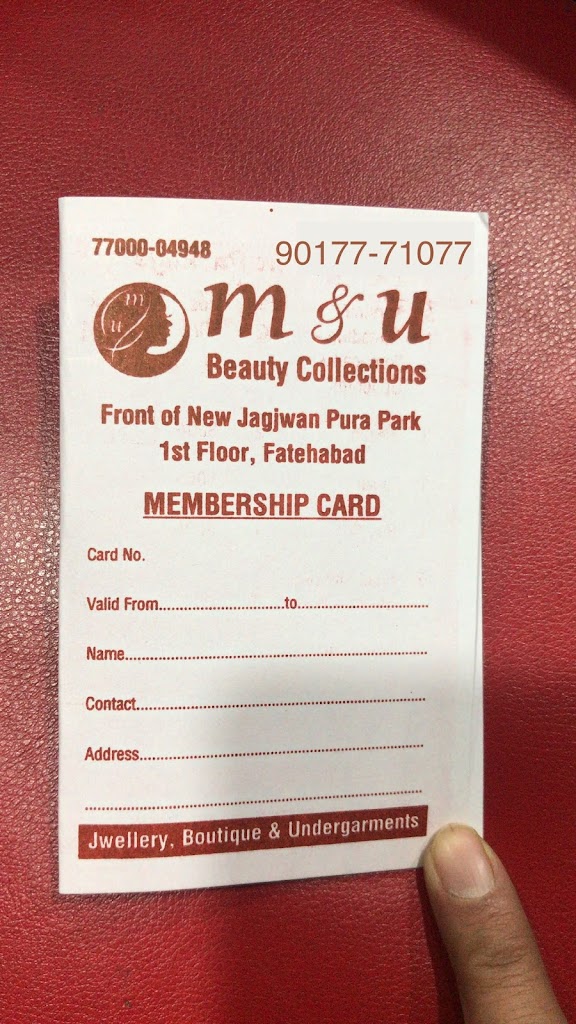 77000-04948 90177-71077
m u
m & u
Beauty Collections
Front of New Jagjwan Pura Park
1st Floor, Fatehabad
MEMBERSHIP CARD
Card No.
Valid From..............................to...............................
Name.........................................................................
Contact......................................................................
Address.....................................................................
..................................................................................
Jwellery, Boutique & Undergarments